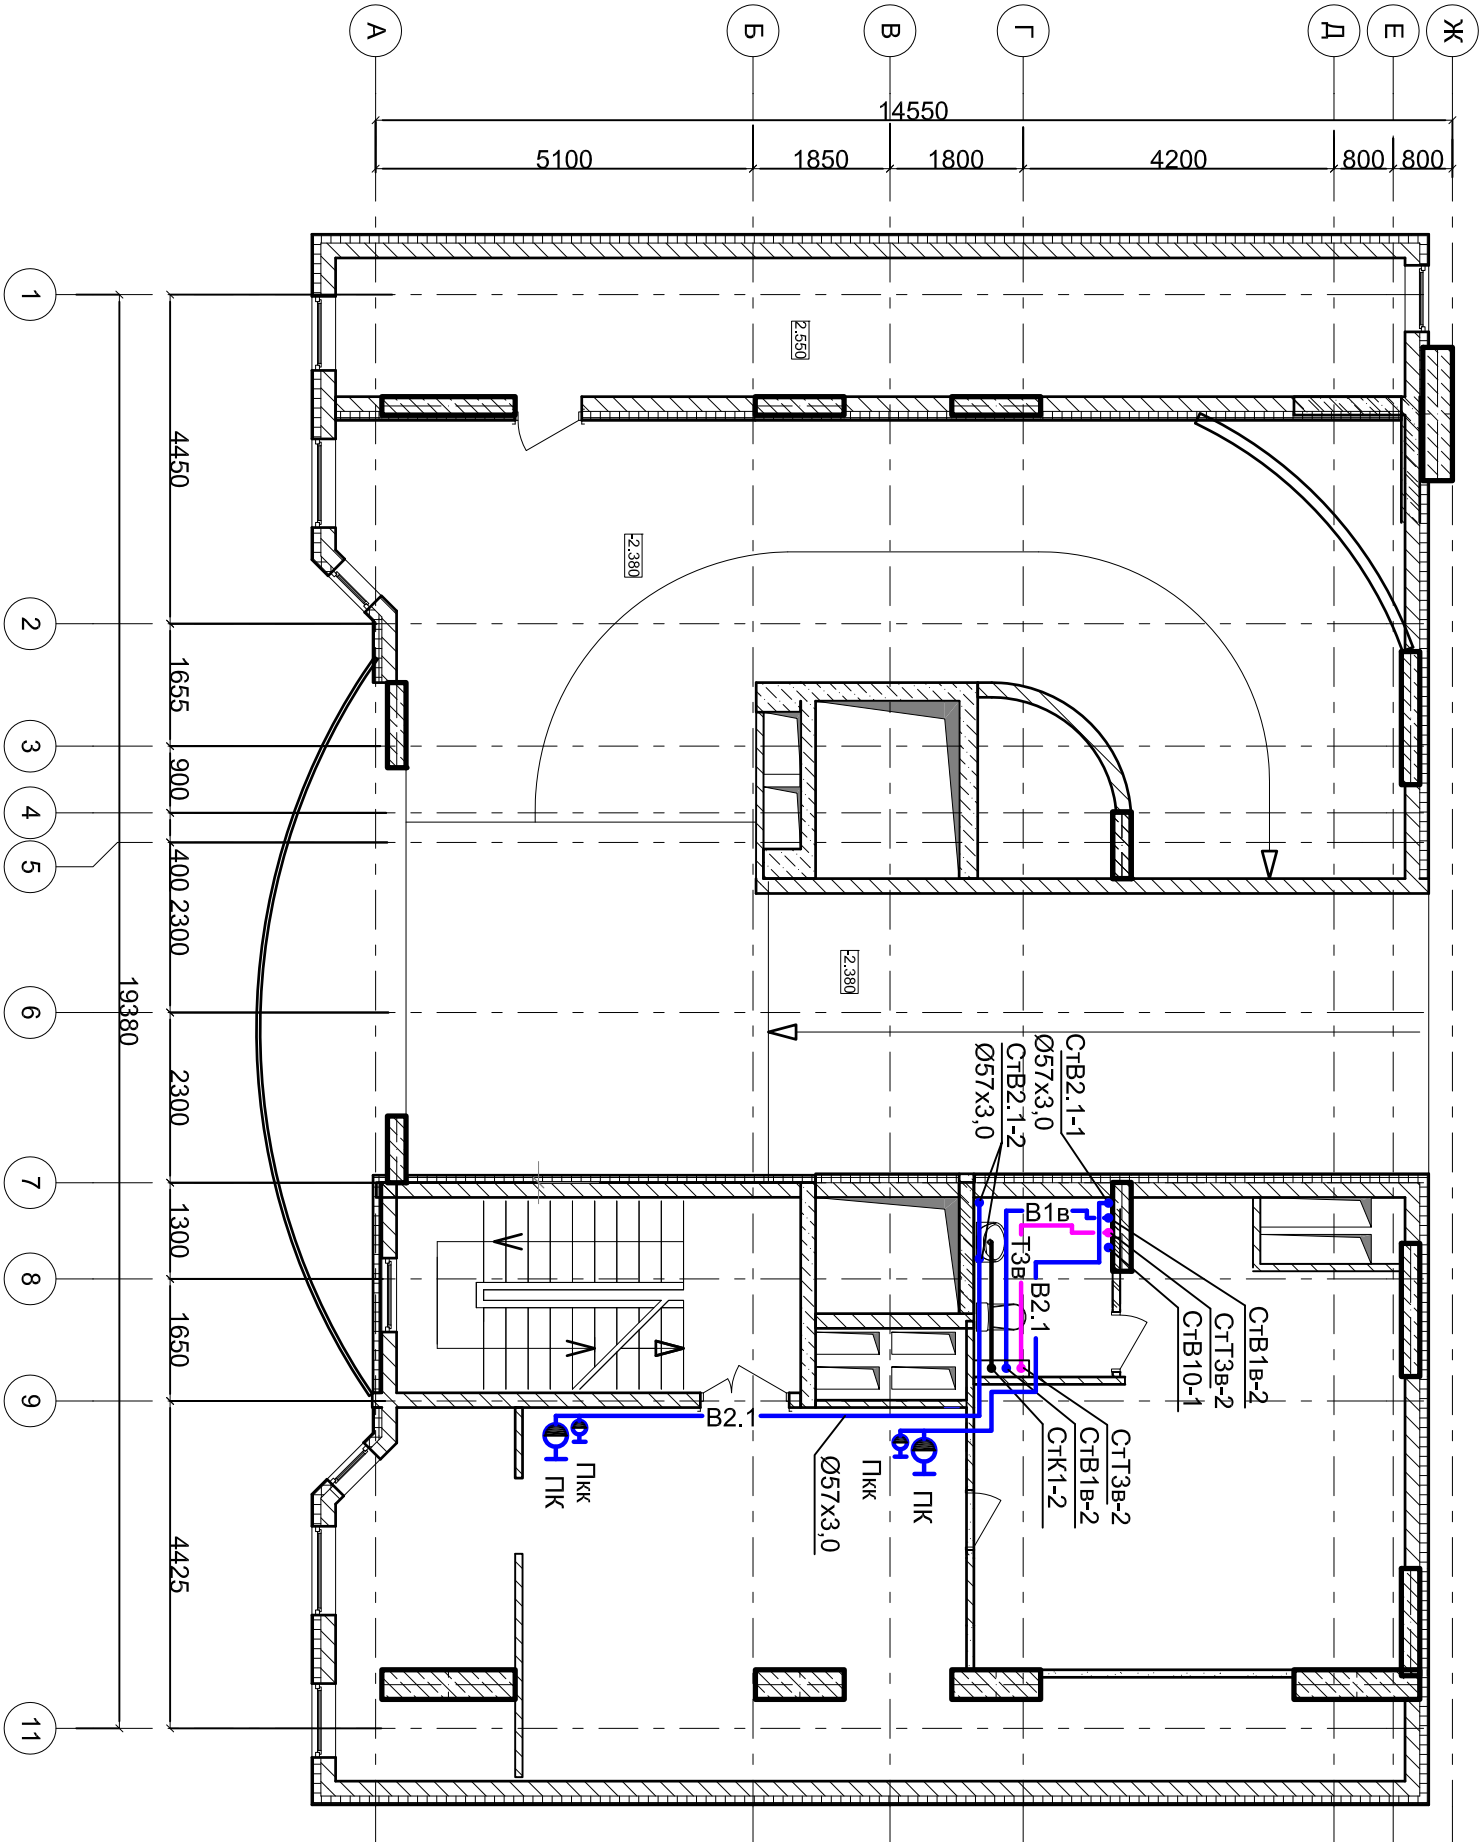 А
Б
В
Г
Д
Е
Ж
14550
5100
1850
1800
4200
800
800
1
2
3
4
5
6
7
8
9
11
4450
1655
900
400
2300
2300
1300
1650
4425
19380
2.550
-2.380
-2.380
СтВ2.1-1
Ø57х3,0
СтВ2.1-2
Ø57х3,0
В1в
Т3в
В2.1
СтВ1в-2
СтТ3в-2
СтВ10-1
СтТ3в-2
СтВ1в-2
СтК1-2
В2.1
Ø57х3,0
Пкк
ПК
Пкк
ПК